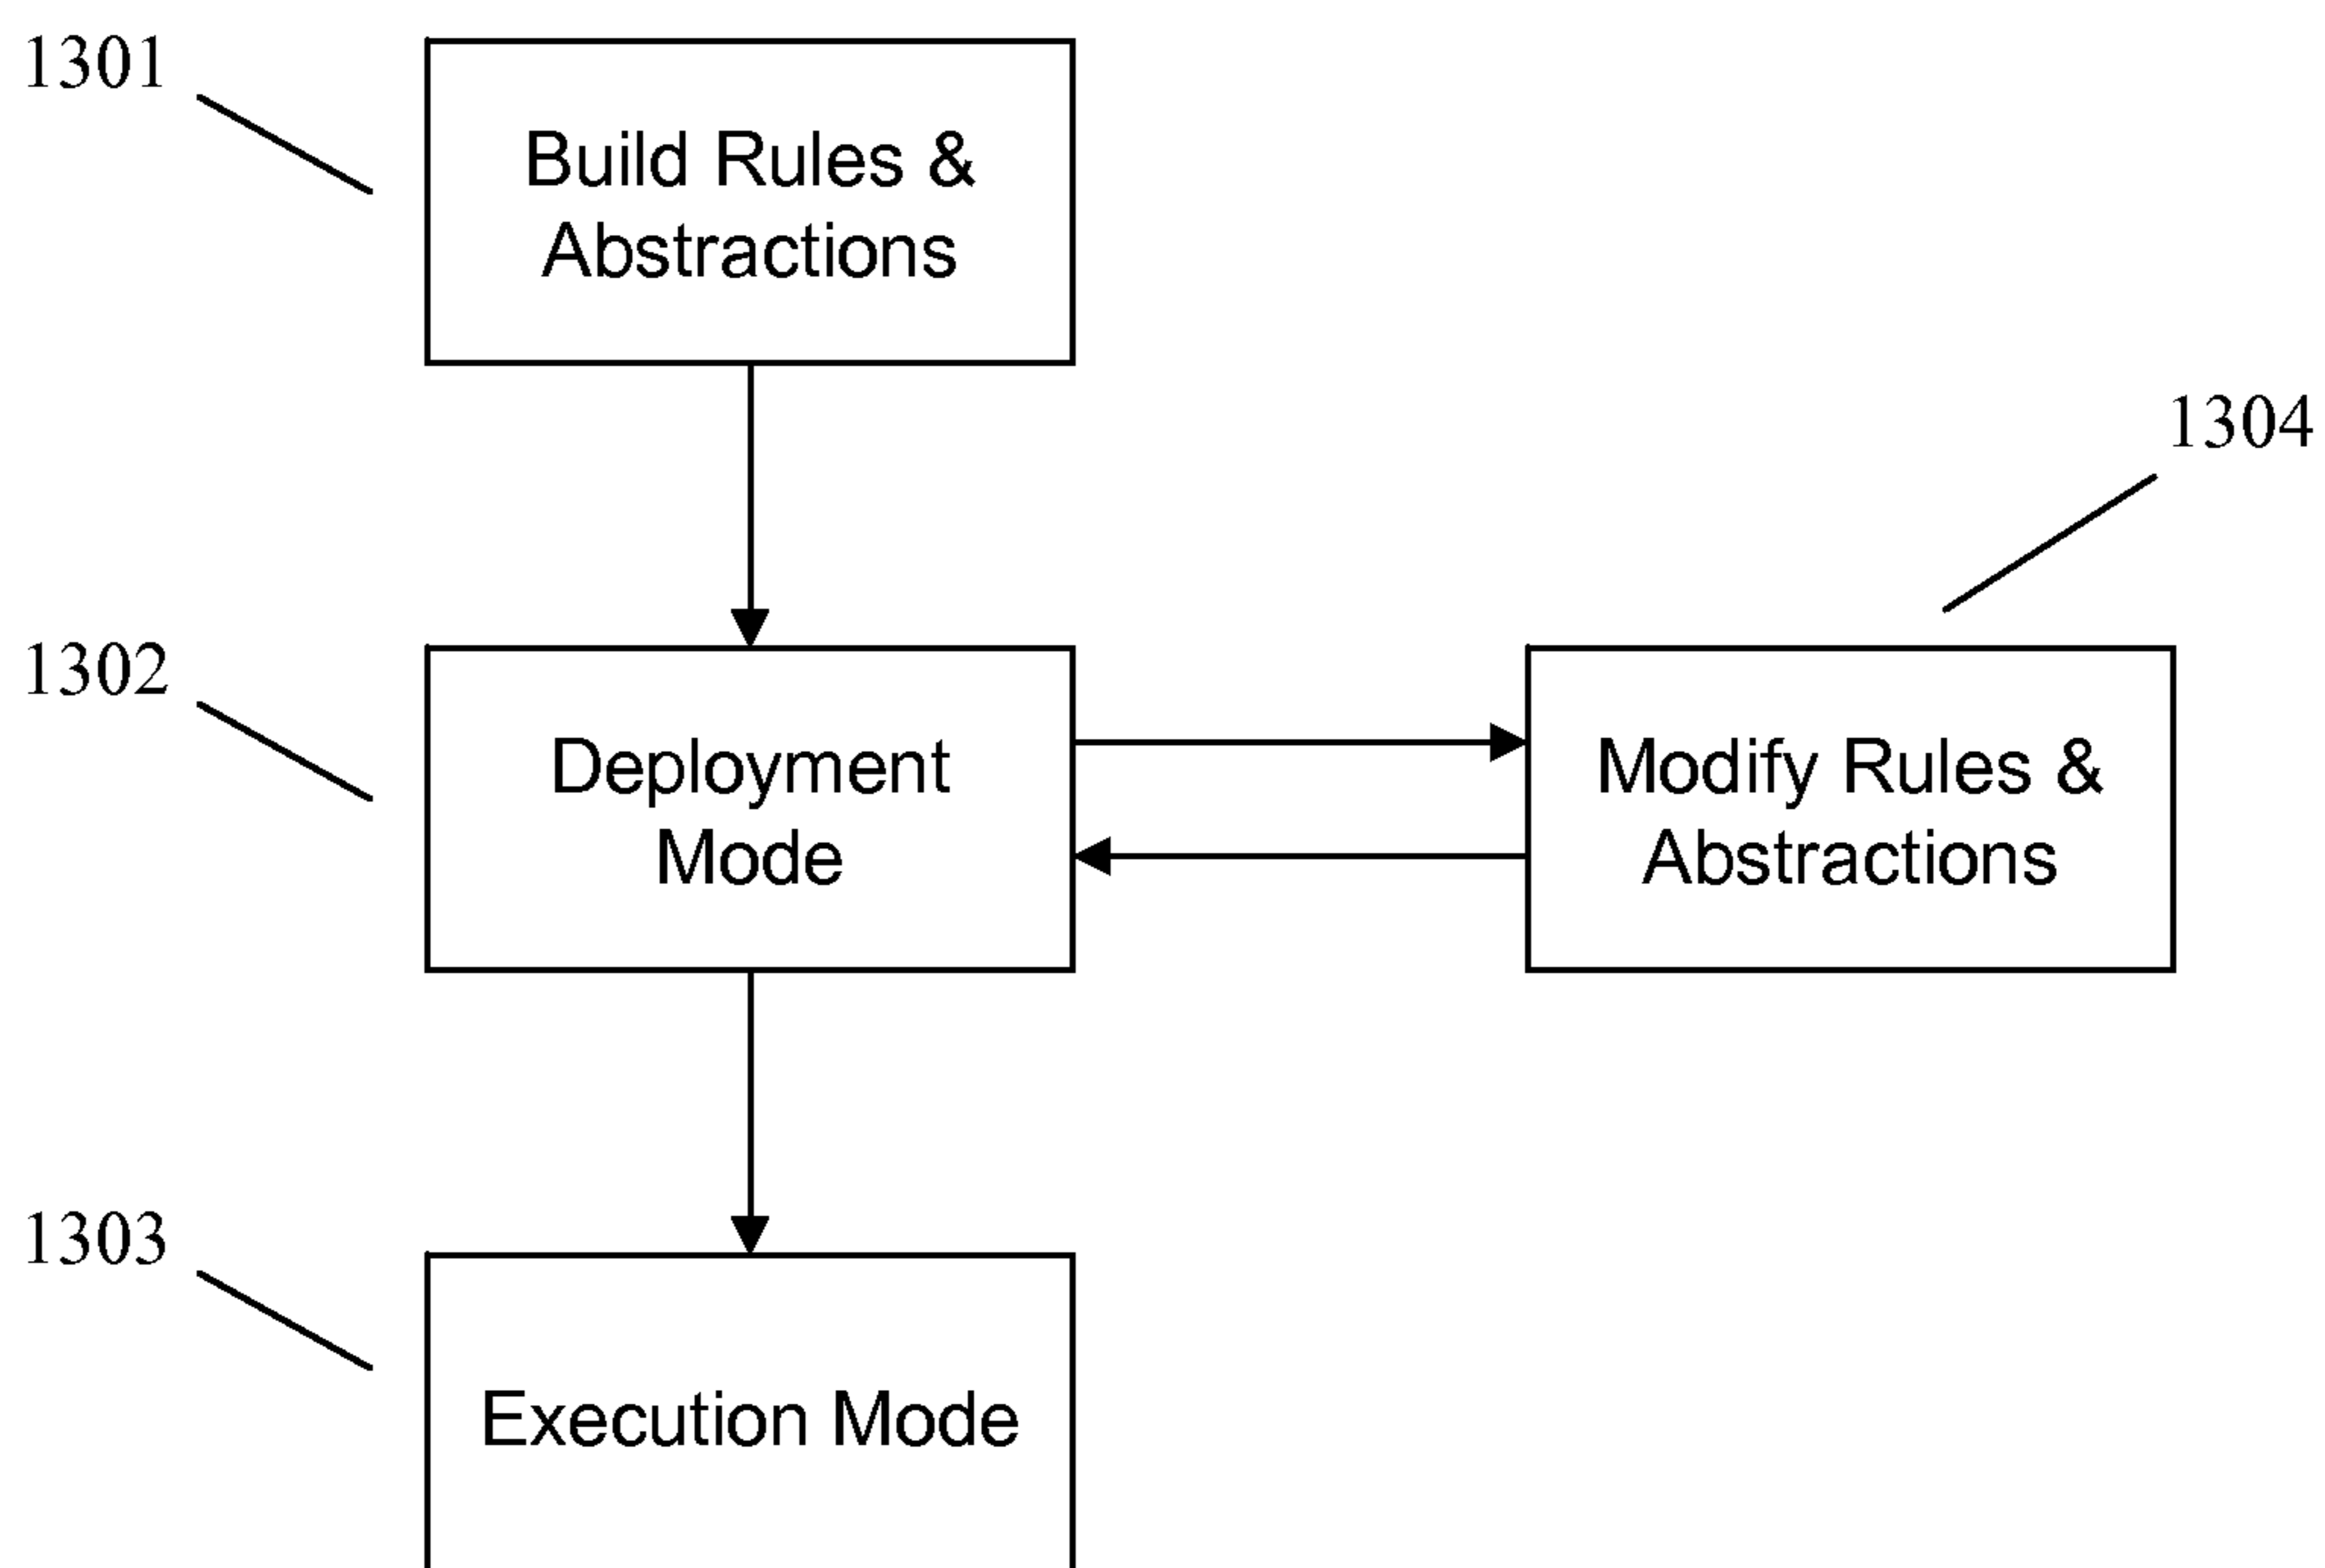 1301
Build Rules &
Abstractions
1304
1302
Deployment
Mode
Modify Rules &
Abstractions
1303
Execution Mode